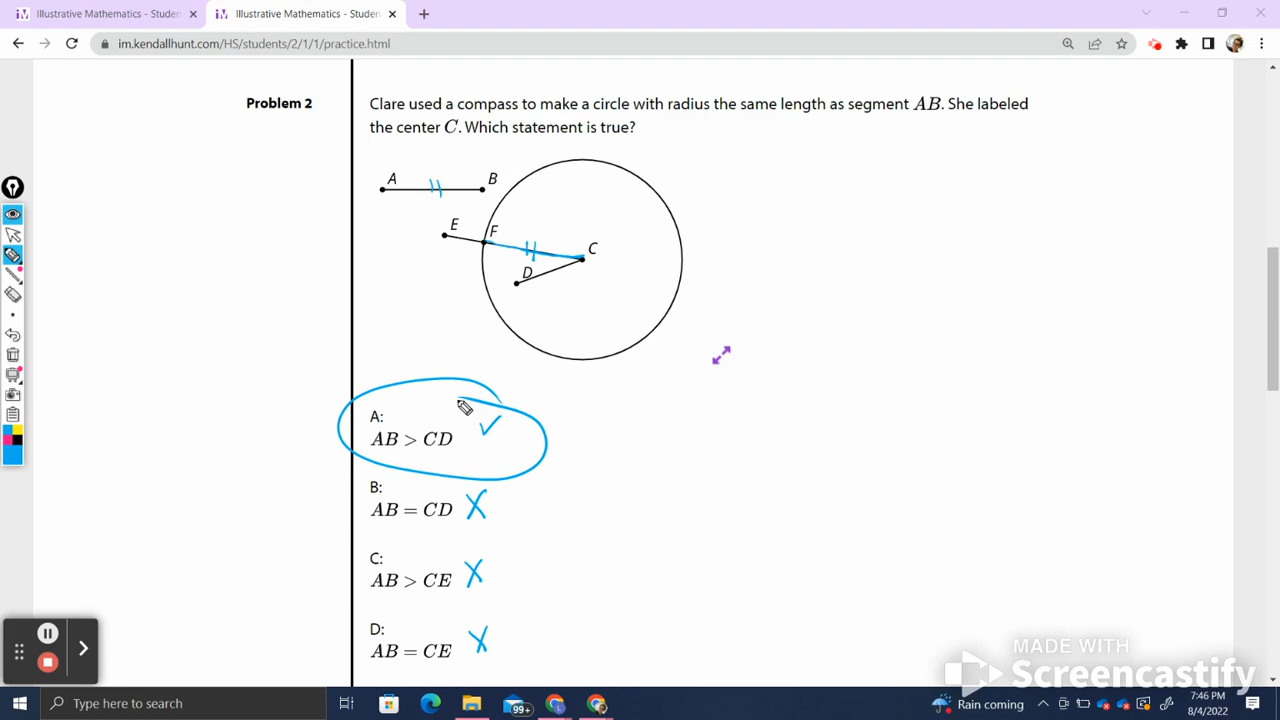 Illustrative Mathematics - Studen
Illustrative Mathematics - Studen
im.kendallhunt.com/HS/students/2/1/1/practice.html
Problem 2
Clare used a compass to make a circle with radius the same length as segment AB. She labeled
the center C. Which statement is true?
A
B
E
F
C
D
A:
AB > CD ✓
B:
AB = CD X
C:
AB > CE X
D:
AB = CE X
MADE WITH
Screencastify
Type here to search
99+
Rain coming
7:46 PM
8/4/2022